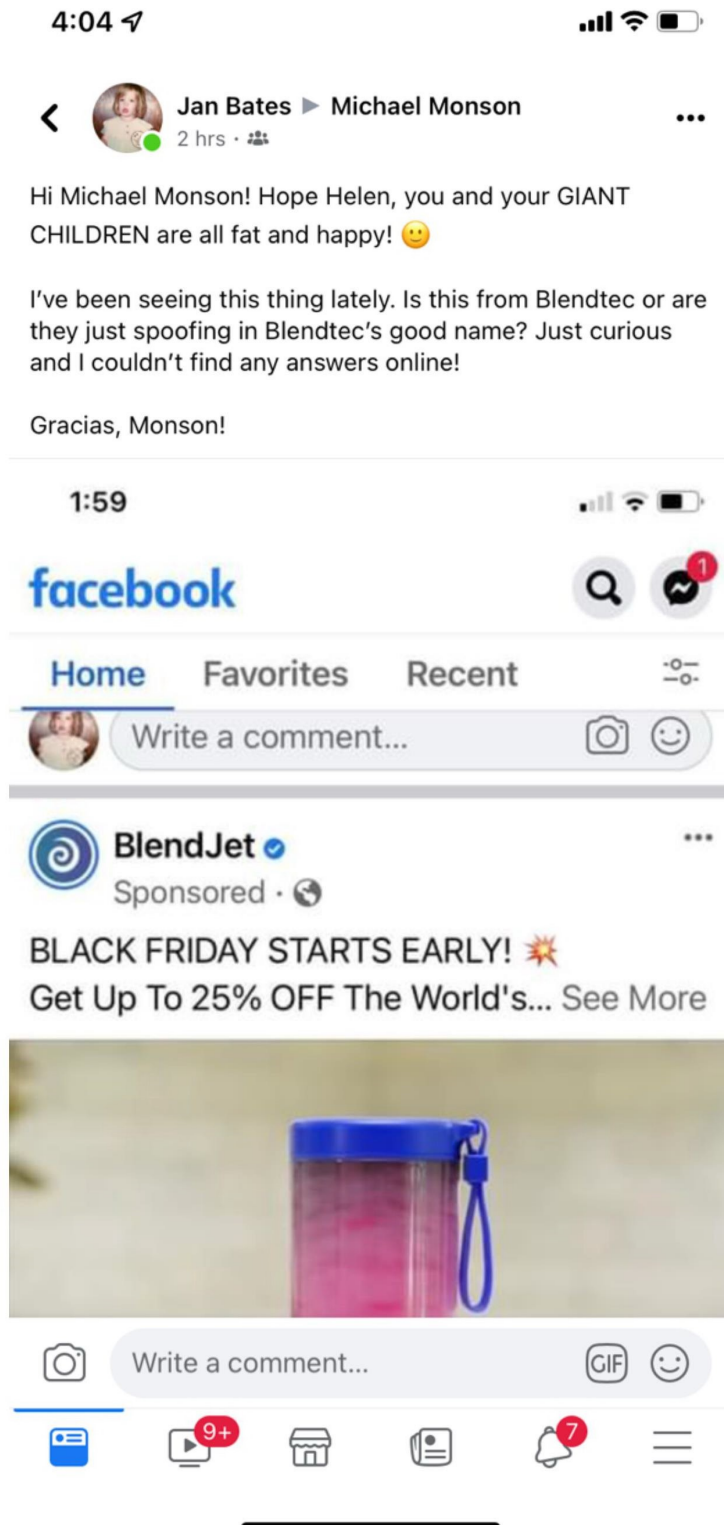 4:04
Jan Bates ▶ Michael Monson
2 hrs ·
Hi Michael Monson! Hope Helen, you and your GIANT
CHILDREN are all fat and happy! 🙂
I've been seeing this thing lately. Is this from Blendtec or are
they just spoofing in Blendtec's good name? Just curious
and I couldn't find any answers online!
Gracias, Monson!
1:59
facebook
1
Home Favorites Recent
Write a comment...
BlendJet
Sponsored ·
BLACK FRIDAY STARTS EARLY! 💥
Get Up To 25% OFF The World's... See More
Write a comment...
GIF
9+
7